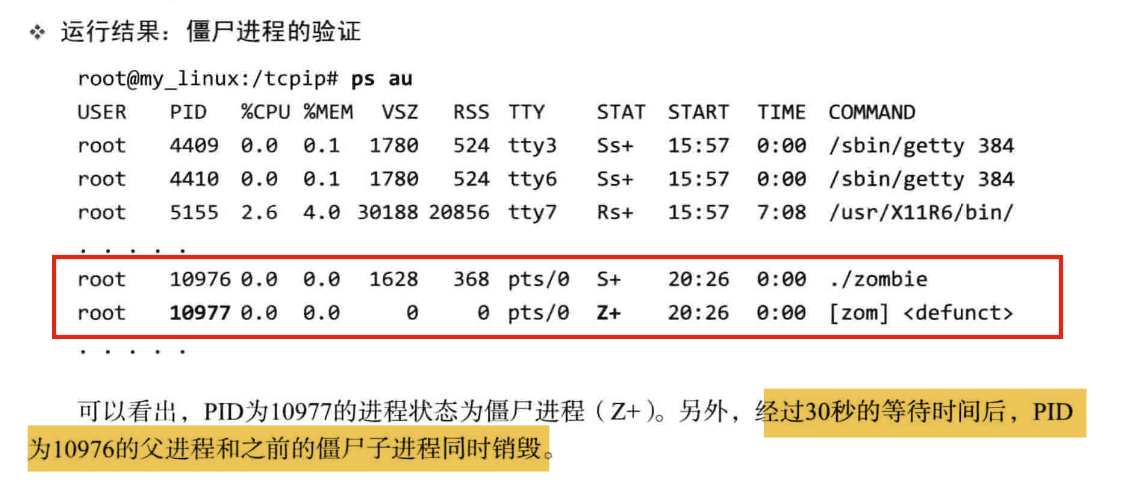 ❖ 运行结果：僵尸进程的验证
root@my_linux:/tcpip# ps au
USER PID %CPU %MEM VSZ RSS TTY STAT START TIME COMMAND
root 4409 0.0 0.1 1780 524 tty3 Ss+ 15:57 0:00 /sbin/getty 384
root 4410 0.0 0.1 1780 524 tty6 Ss+ 15:57 0:00 /sbin/getty 384
root 5155 2.6 4.0 30188 20856 tty7 Rs+ 15:57 7:08 /usr/X11R6/bin/
. . . . .
root 10976 0.0 0.0 1628 368 pts/0 S+ 20:26 0:00 ./zombie
root 10977 0.0 0.0 0 0 pts/0 Z+ 20:26 0:00 [zom] <defunct>
. . . . .
可以看出，PID为10977的进程状态为僵尸进程（Z+）。另外，经过30秒的等待时间后，PID
为10976的父进程和之前的僵尸子进程同时销毁。